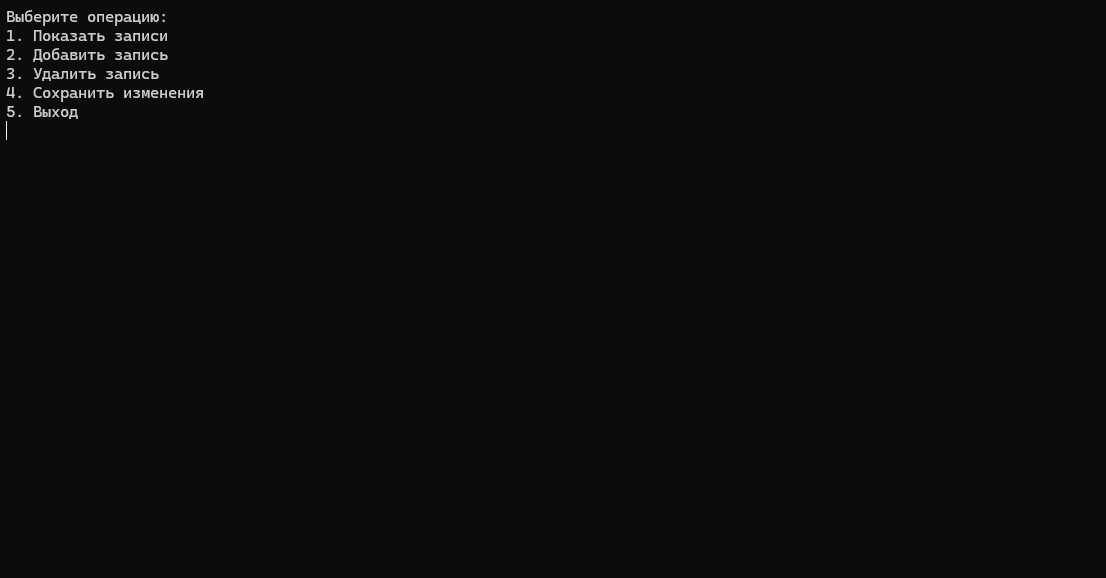 Выберите операцию:
1. Показать записи
2. Добавить запись
3. Удалить запись
4. Сохранить изменения
5. Выход